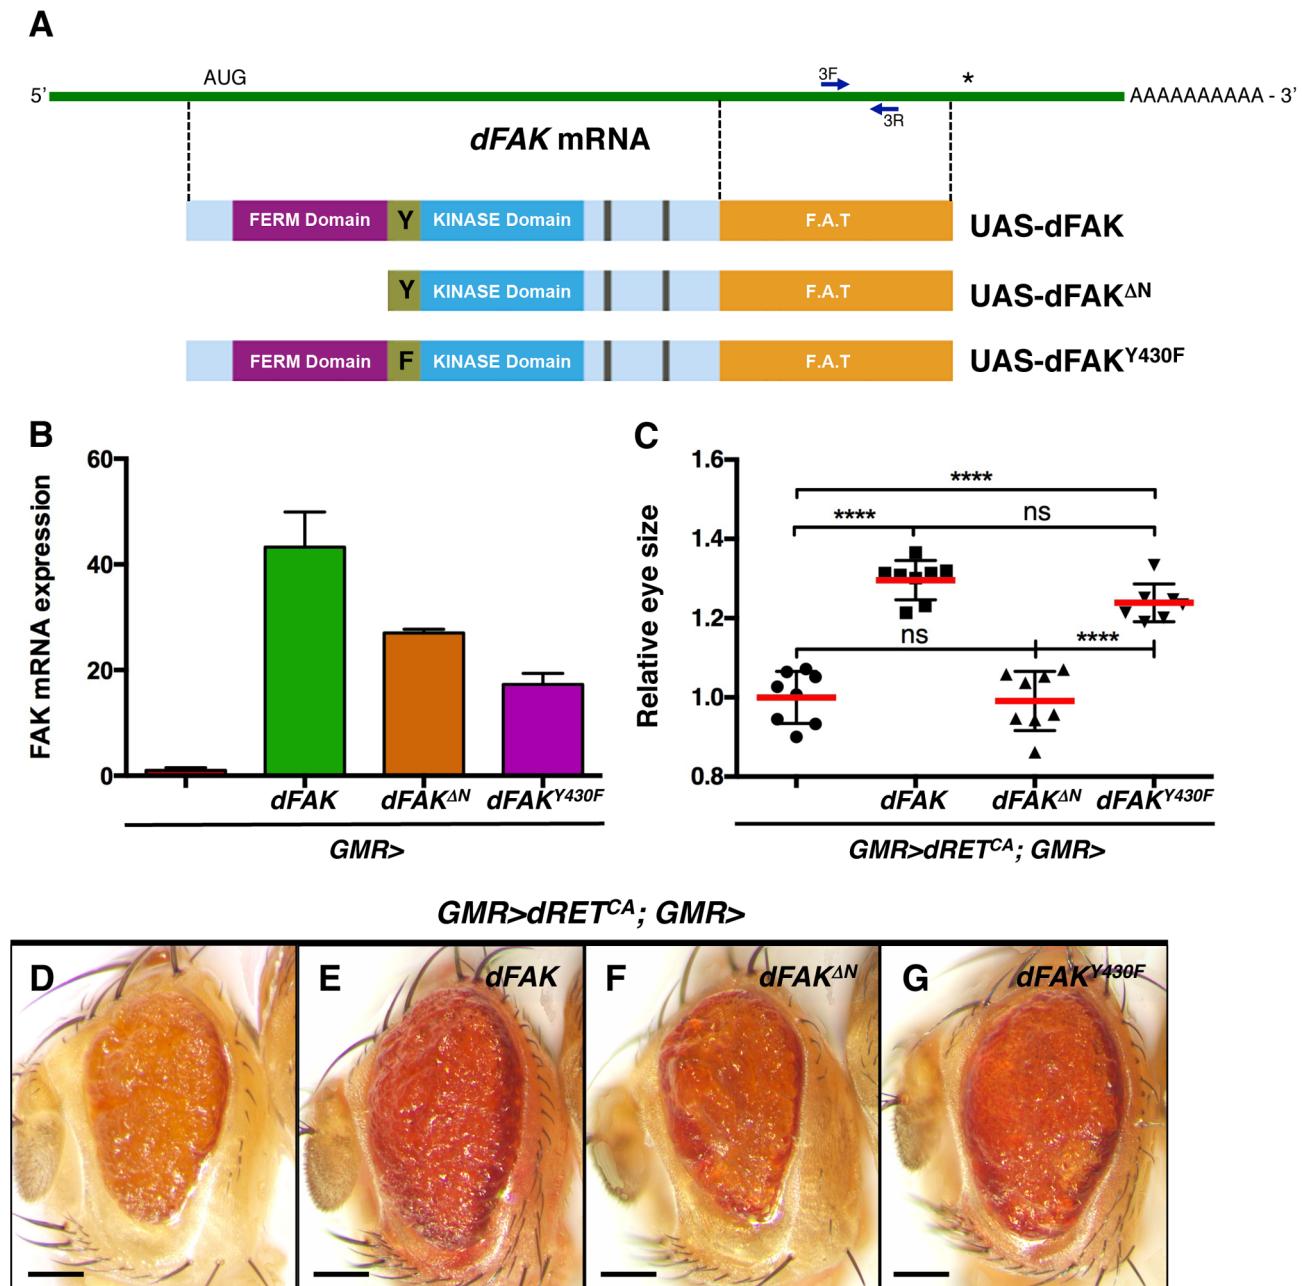 A
AUG
3F
*
5’
AAAAAAAAAA - 3’
3R
dFAK mRNA
FERM Domain Y KINASE Domain F.A.T UAS-dFAK
Y KINASE Domain F.A.T UAS-dFAKΔN
FERM Domain F KINASE Domain F.A.T UAS-dFAKY430F
B
FAK mRNA expression
60
40
20
0
dFAK dFAKΔN dFAKY430F
GMR>
C
Relative eye size
1.6
1.4
1.2
1.0
0.8
****
**** ns
ns ****
dFAK dFAKΔN dFAKY430F
GMR>dRETCA; GMR>
GMR>dRETCA; GMR>
D
E dFAK
F dFAKΔN
G dFAKY430F